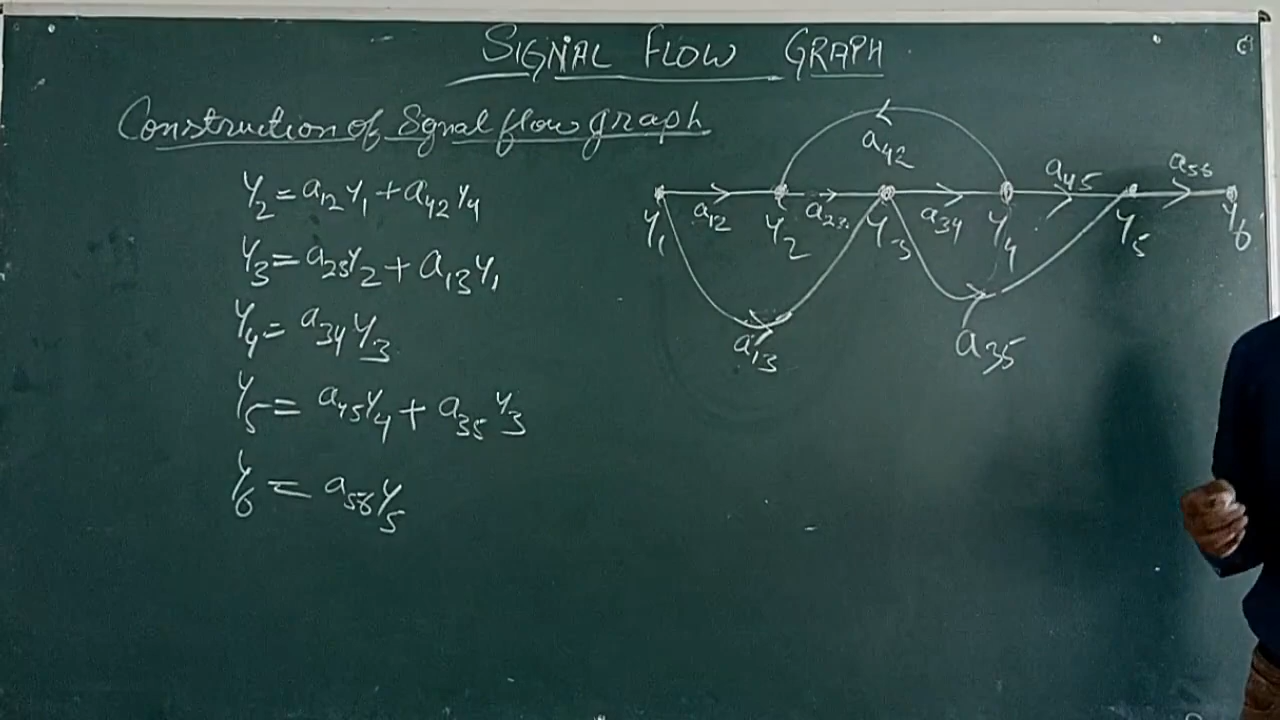 SIGNAL FLOW GRAPH
Construction of Sgnal flow graph
y2 = a12 y1 + a42 y4
y3 = a23 y2 + a13 y1
y4 = a34 y3
y5 = a45 y4 + a35 y3
y6 = a56 y5
a42
a45
a56
a12
a23
a34
y1
y2
y3
y4
y5
y6
a13
a35